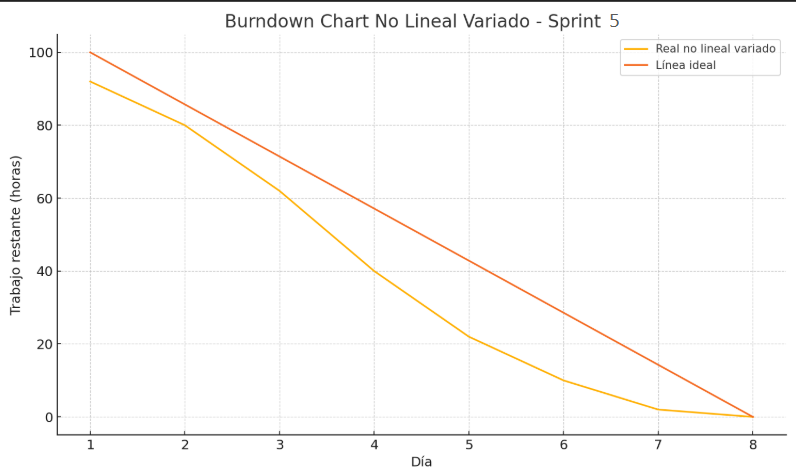 Burndown Chart No Lineal Variado - Sprint 5
Real no lineal variado
Línea ideal
Trabajo restante (horas)
100
80
60
40
20
0
1 2 3 4 5 6 7 8
Día